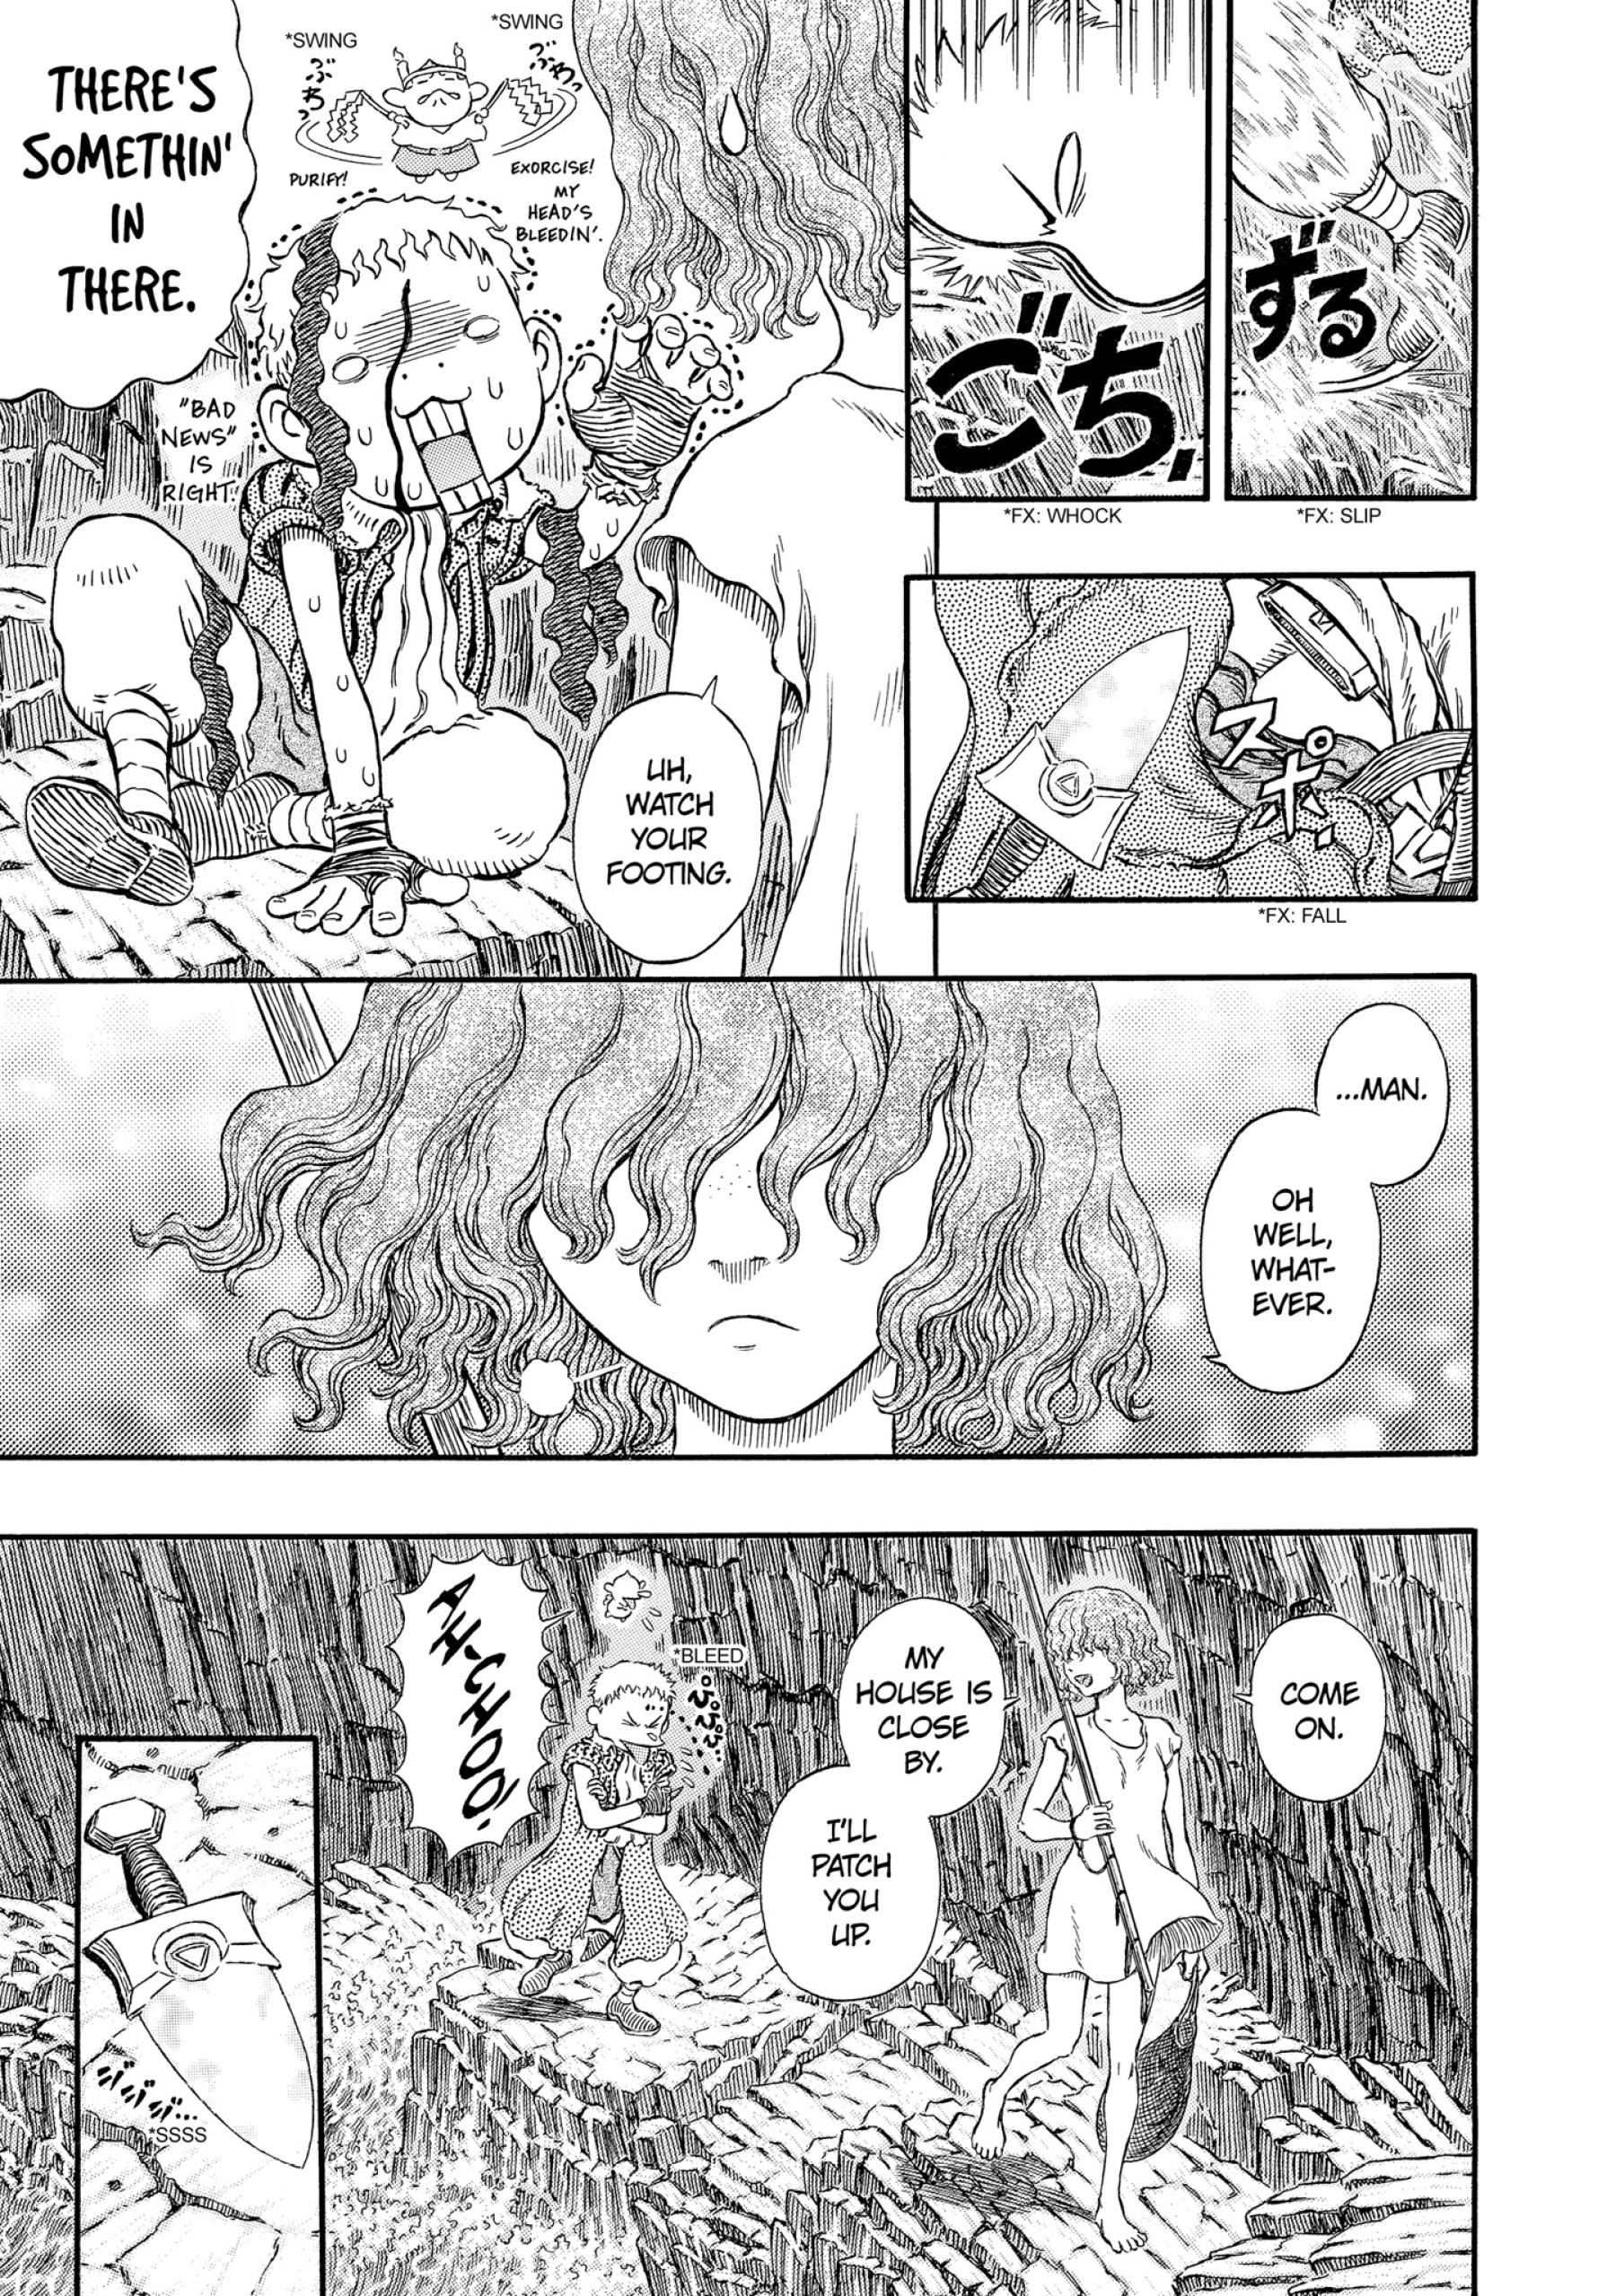 ずる
*FX: SLIP
ごち
*FX: WHOCK
スポ
*FX: FALL
THERE'S
SOMETHIN'
IN
THERE.
*SWING
ぶわっ
*SWING
ぶわっ
EXORCISE!
PURIFY!
MY
HEAD'S
BLEEDIN'.
"BAD
NEWS"
IS
RIGHT.
UH,
WATCH
YOUR
FOOTING.
...MAN.
OH
WELL,
WHAT-
EVER.
COME
ON.
MY
HOUSE IS
CLOSE
BY.
I'LL
PATCH
YOU
UP.
*BLEED
AH-CHOO!
*SSSS